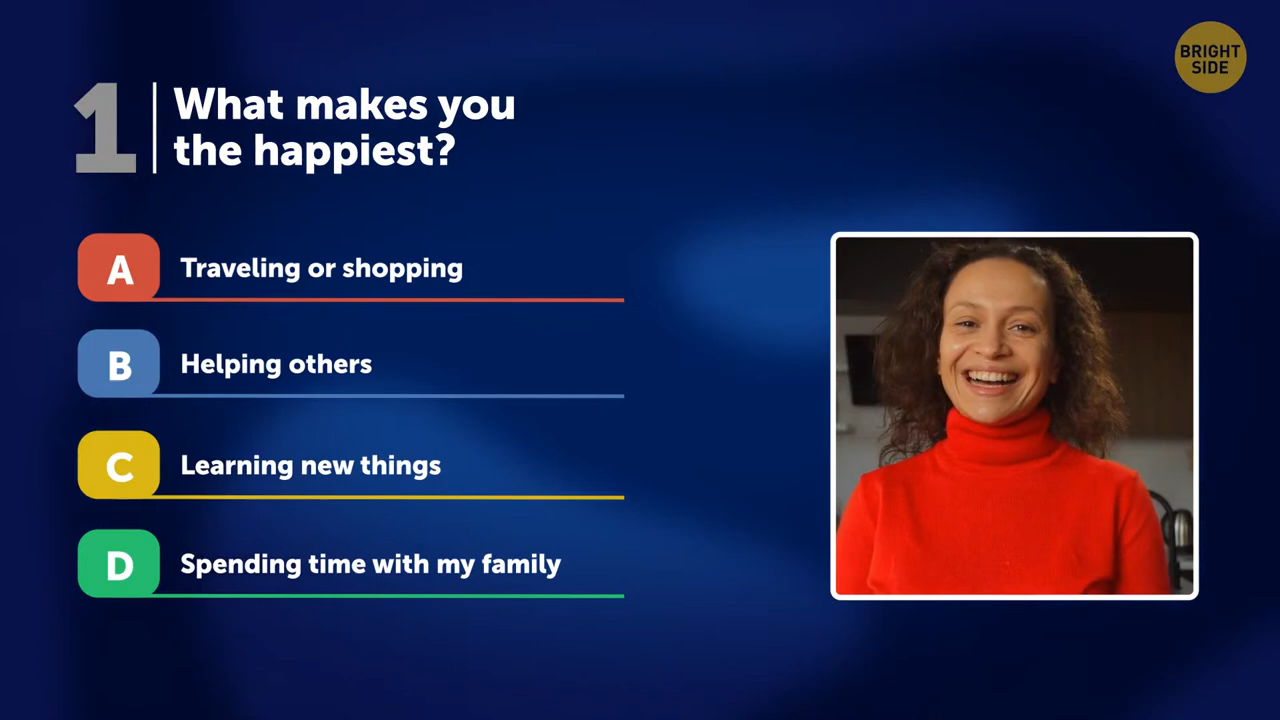 BRIGHT
SIDE
1
What makes you
the happiest?
A
Traveling or shopping
B
Helping others
C
Learning new things
D
Spending time with my family